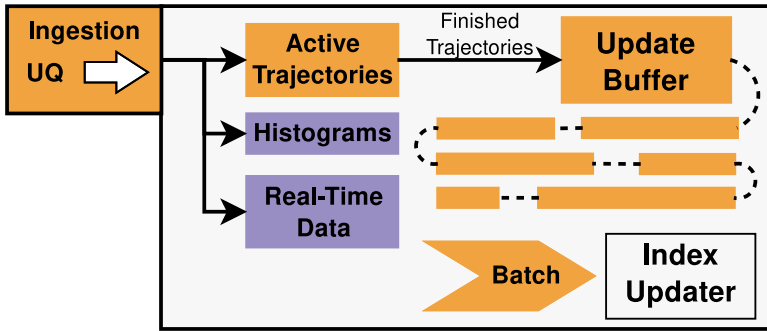 Ingestion
UQ
Active
Trajectories
Finished
Trajectories
Update
Buffer
Histograms
Real-Time
Data
Batch
Index
Updater